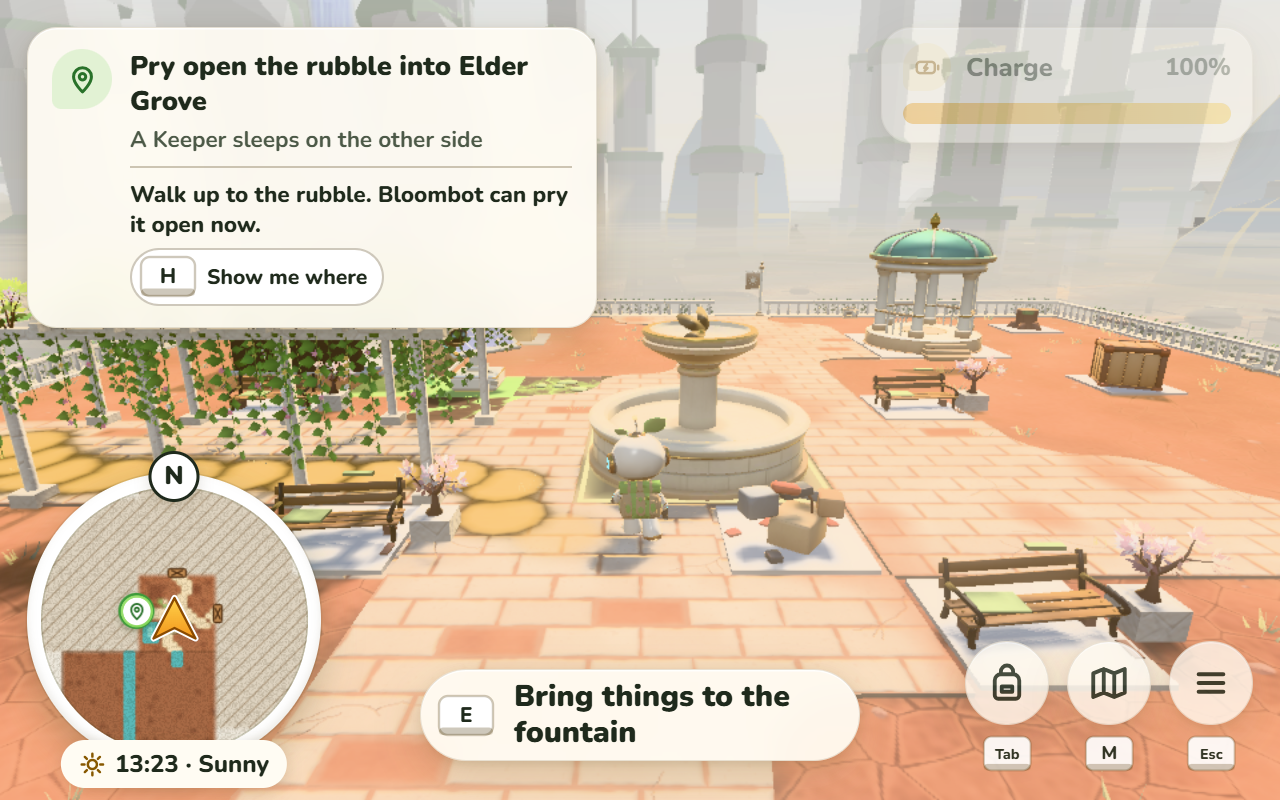 Pry open the rubble into Elder
Grove
A Keeper sleeps on the other side
Walk up to the rubble. Bloombot can pry
it open now.
H Show me where
Charge 100%
N
13:23 · Sunny
E Bring things to the
fountain
Tab M Esc